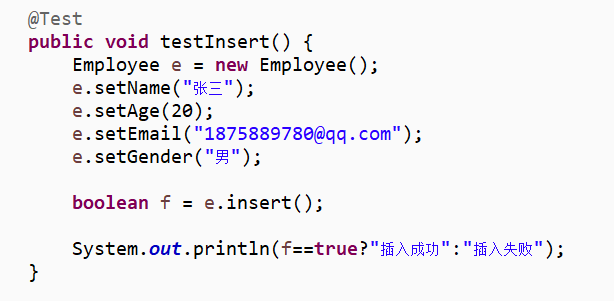 @Test
public void testInsert() {
    Employee e = new Employee();
    e.setName("张三");
    e.setAge(20);
    e.setEmail("1875889780@qq.com");
    e.setGender("男");

    boolean f = e.insert();

    System.out.println(f==true?"插入成功":"插入失败");
}